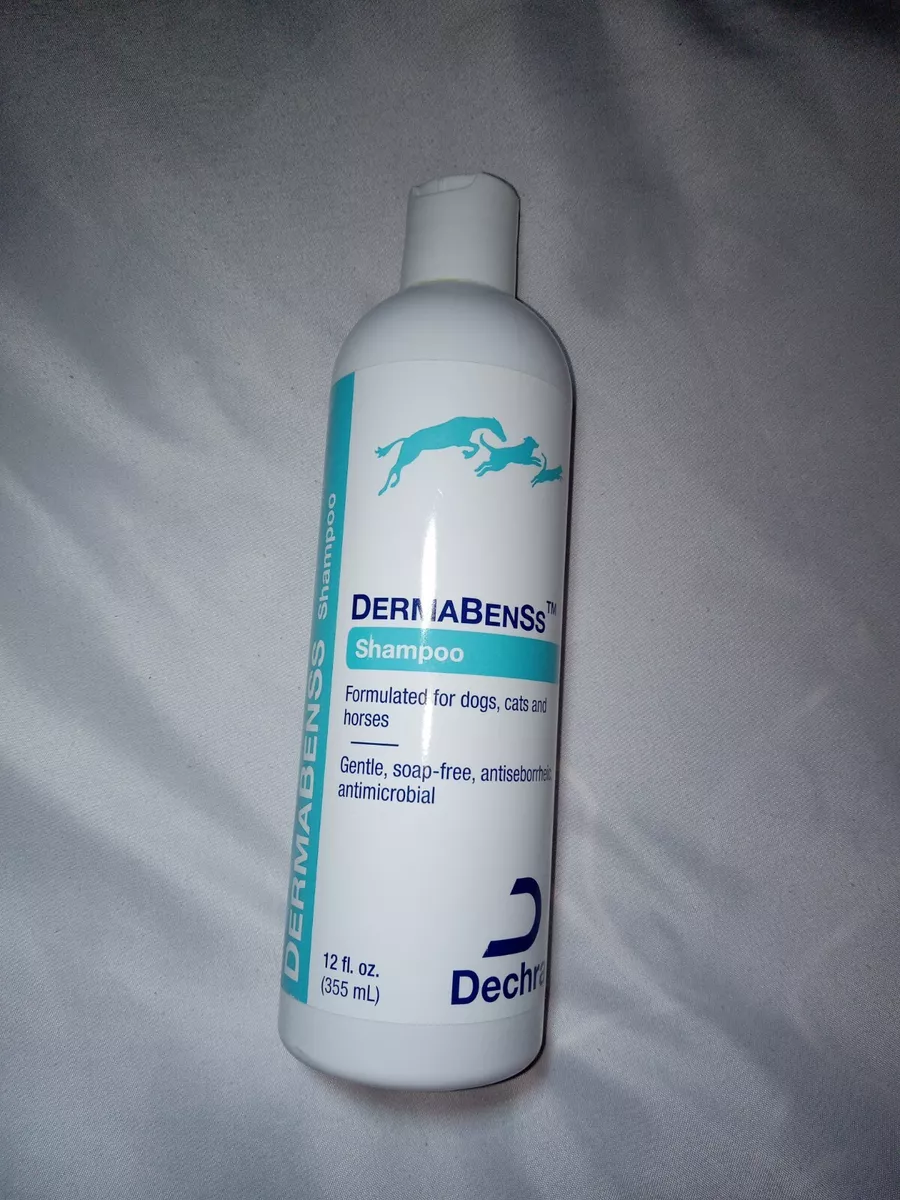 DERMABENSS™
Shampoo
Formulated for dogs, cats and
horses
Gentle, soap-free, antiseborrheic
antimicrobial
12 fl. oz.
(355 mL)
Dechra
DERMABENSS Shampoo